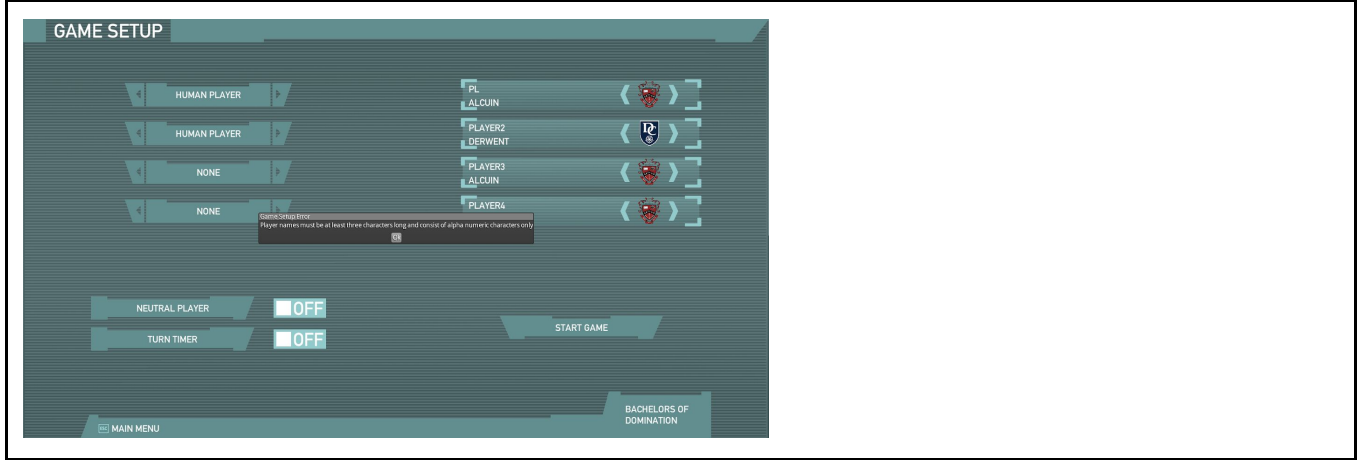 GAME SETUP
HUMAN PLAYER
PL
ALCUIN
HUMAN PLAYER
PLAYER2
DERWENT
NONE
PLAYER3
ALCUIN
NONE
PLAYER4
Game Setup Error
Player names must be at least three characters long and consist of alpha numeric characters only
Ok
NEUTRAL PLAYER
OFF
TURN TIMER
OFF
START GAME
BACHELORS OF
DOMINATION
ESC MAIN MENU